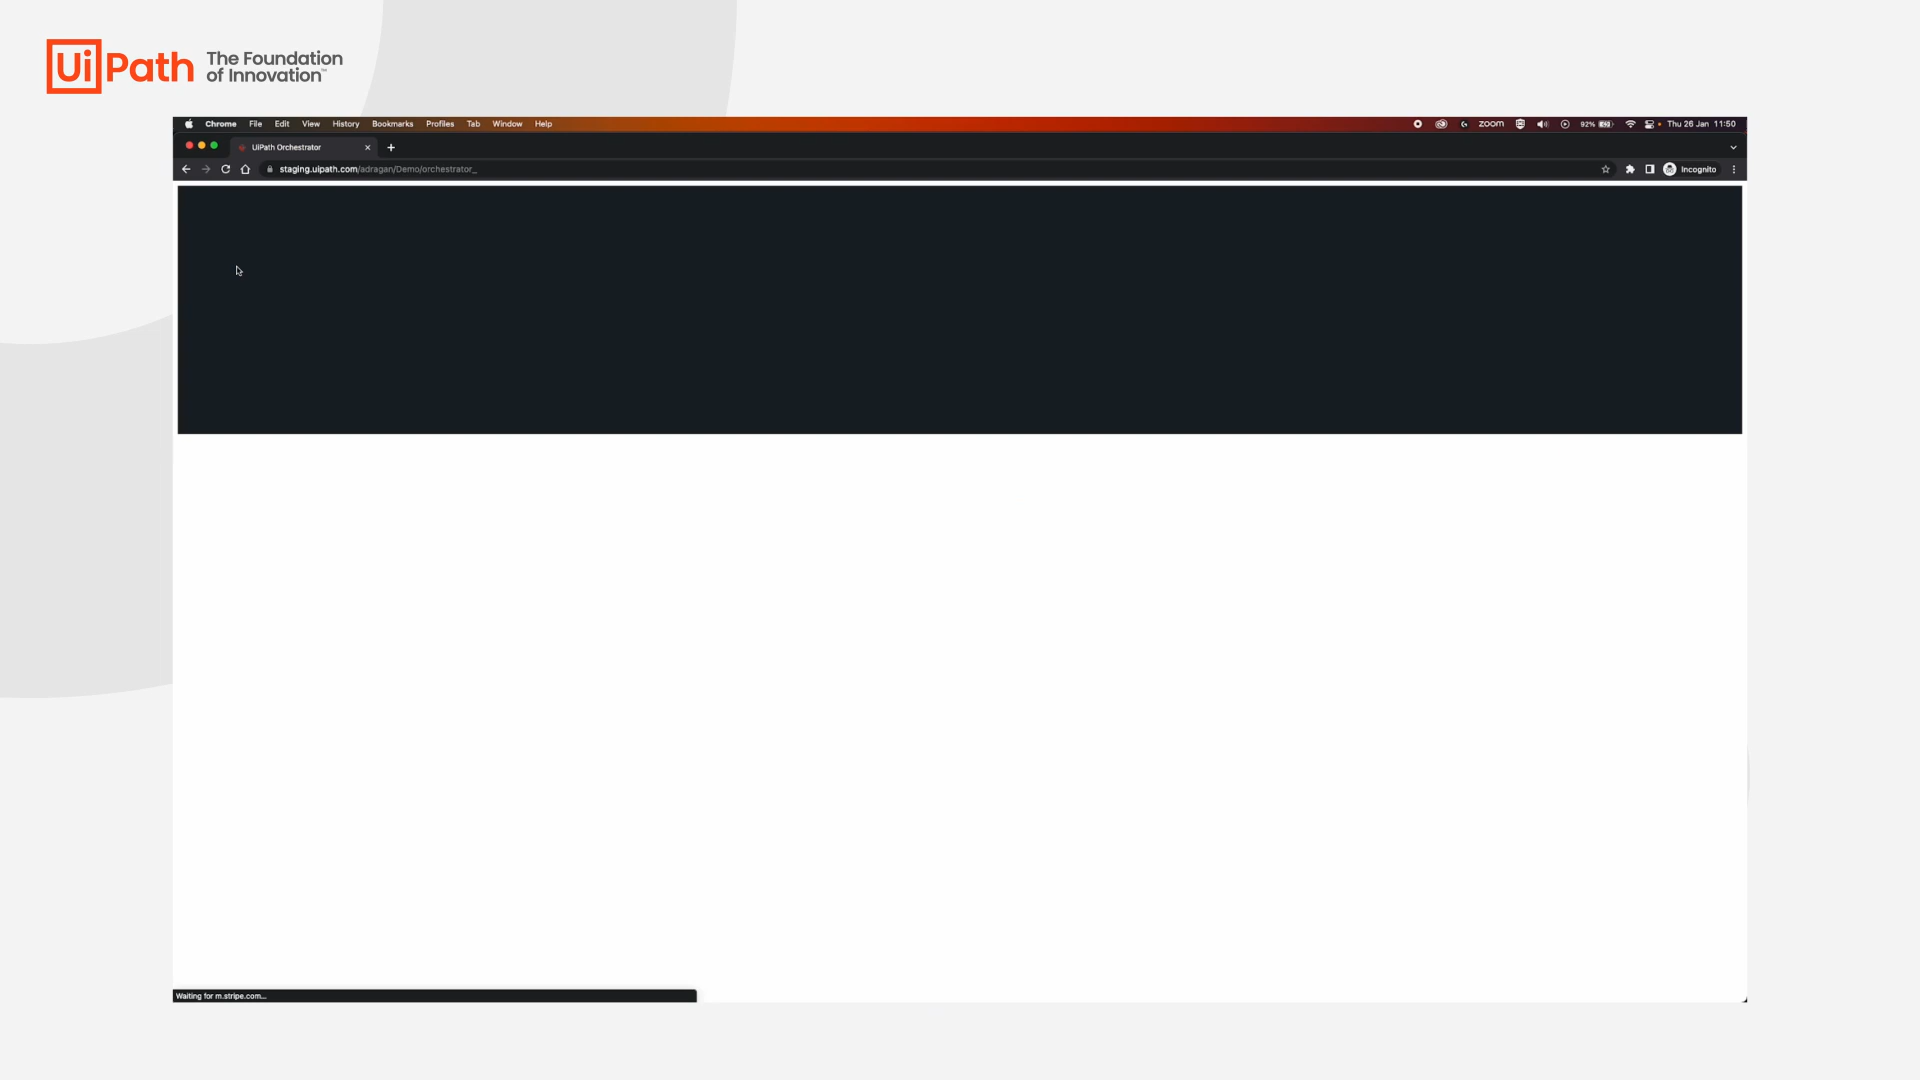 UiPath The Foundation
of Innovation™
Chrome File Edit View History Bookmarks Profiles Tab Window Help zoom 92% Thu 26 Jan 11:50
UiPath Orchestrator
staging.uipath.com/adragan/Demo/orchestrator_ Incognito
Waiting for m.stripe.com...